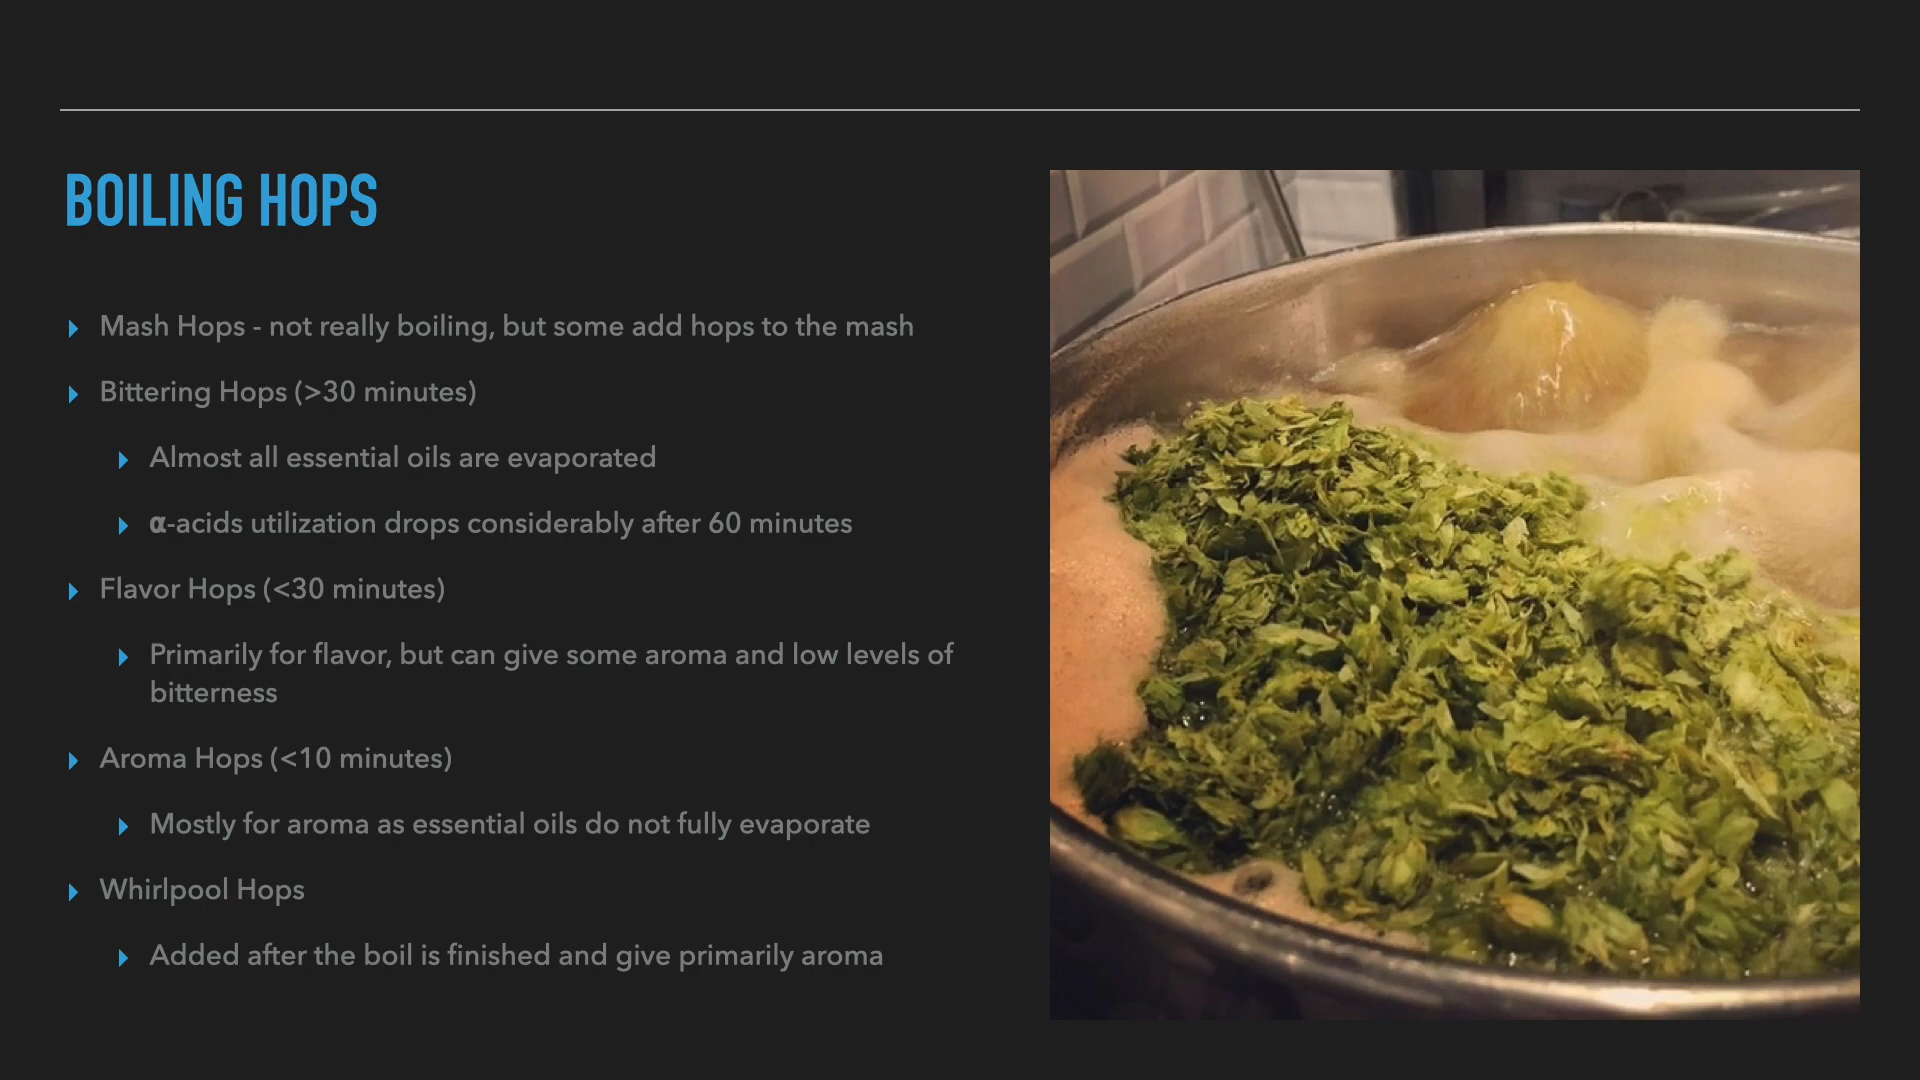 BOILING HOPS
Mash Hops - not really boiling, but some add hops to the mash
Bittering Hops (>30 minutes)
Almost all essential oils are evaporated
α-acids utilization drops considerably after 60 minutes
Flavor Hops (<30 minutes)
Primarily for flavor, but can give some aroma and low levels of
bitterness
Aroma Hops (<10 minutes)
Mostly for aroma as essential oils do not fully evaporate
Whirlpool Hops
Added after the boil is finished and give primarily aroma